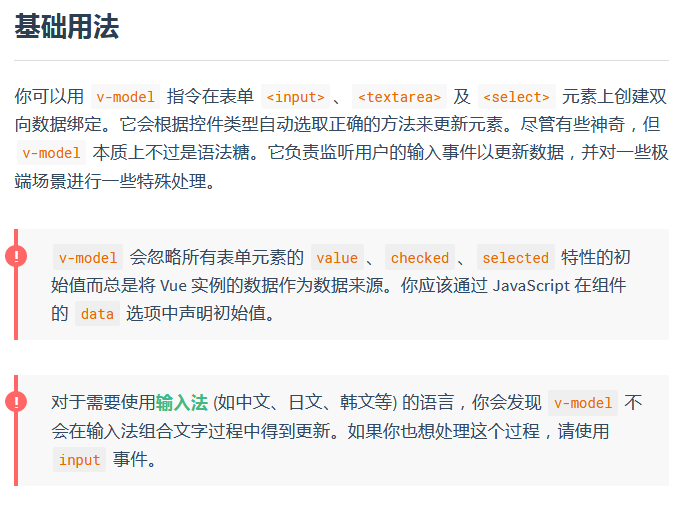 基础用法
你可以用 v-model 指令在表单 <input>、<textarea> 及 <select> 元素上创建双
向数据绑定。它会根据控件类型自动选取正确的方法来更新元素。尽管有些神奇，但
v-model 本质上不过是语法糖。它负责监听用户的输入事件以更新数据，并对一些极
端场景进行一些特殊处理。
v-model 会忽略所有表单元素的 value、checked、selected 特性的初
始值而总是将 Vue 实例的数据作为数据来源。你应该通过 JavaScript 在组件
的 data 选项中声明初始值。
对于需要使用输入法 (如中文、日文、韩文等) 的语言，你会发现 v-model 不
会在输入法组合文字过程中得到更新。如果你也想处理这个过程，请使用
input 事件。